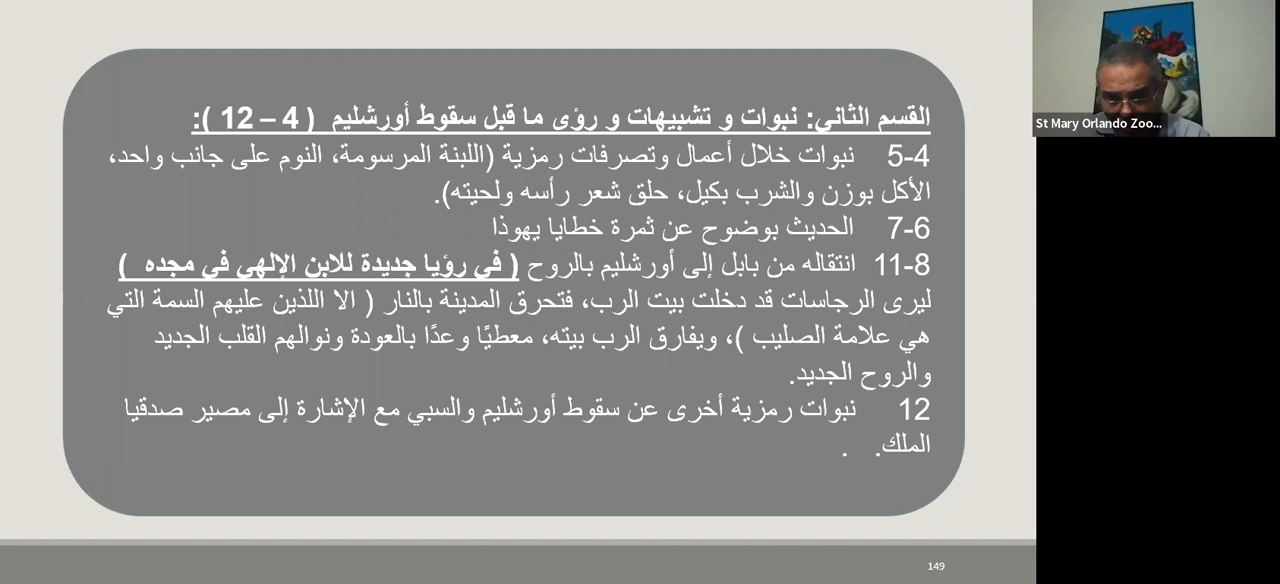 القسم الثاني: نبوات و تشبيهات و رؤى ما قبل سقوط أورشليم ( 4 – 12 ):
4-5 نبوات خلال أعمال وتصرفات رمزية (اللبنة المرسومة، النوم على جانب واحد،
الأكل بوزن والشرب بكيل، حلق شعر رأسه ولحيته).
6-7 الحديث بوضوح عن ثمرة خطايا يهوذا
8-11 انتقاله من بابل إلى أورشليم بالروح ( في رؤيا جديدة للابن الإلهي في مجده )
ليرى الرجاسات قد دخلت بيت الرب، فتحرق المدينة بالنار ( الا اللذين عليهم السمة التي
هي علامة الصليب )، ويفارق الرب بيته، معطيًا وعدًا بالعودة ونوالهم القلب الجديد
والروح الجديد.
12 نبوات رمزية أخرى عن سقوط أورشليم والسبي مع الإشارة إلى مصير صدقيا
الملك. .
149
St Mary Orlando Zoo...